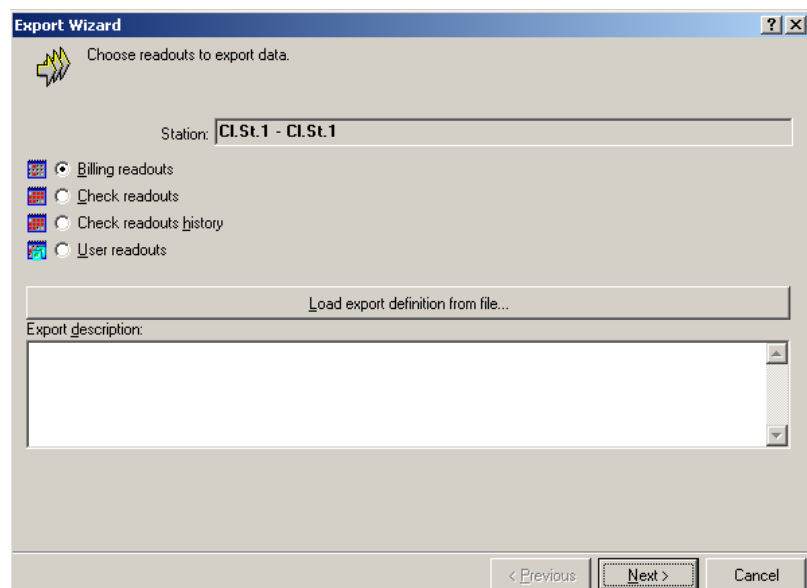 Export Wizard
Choose readouts to export data.
Station: Cl.St.1 - Cl.St.1
Billing readouts
Check readouts
Check readouts history
User readouts
Load export definition from file...
Export description:
< Previous Next > Cancel